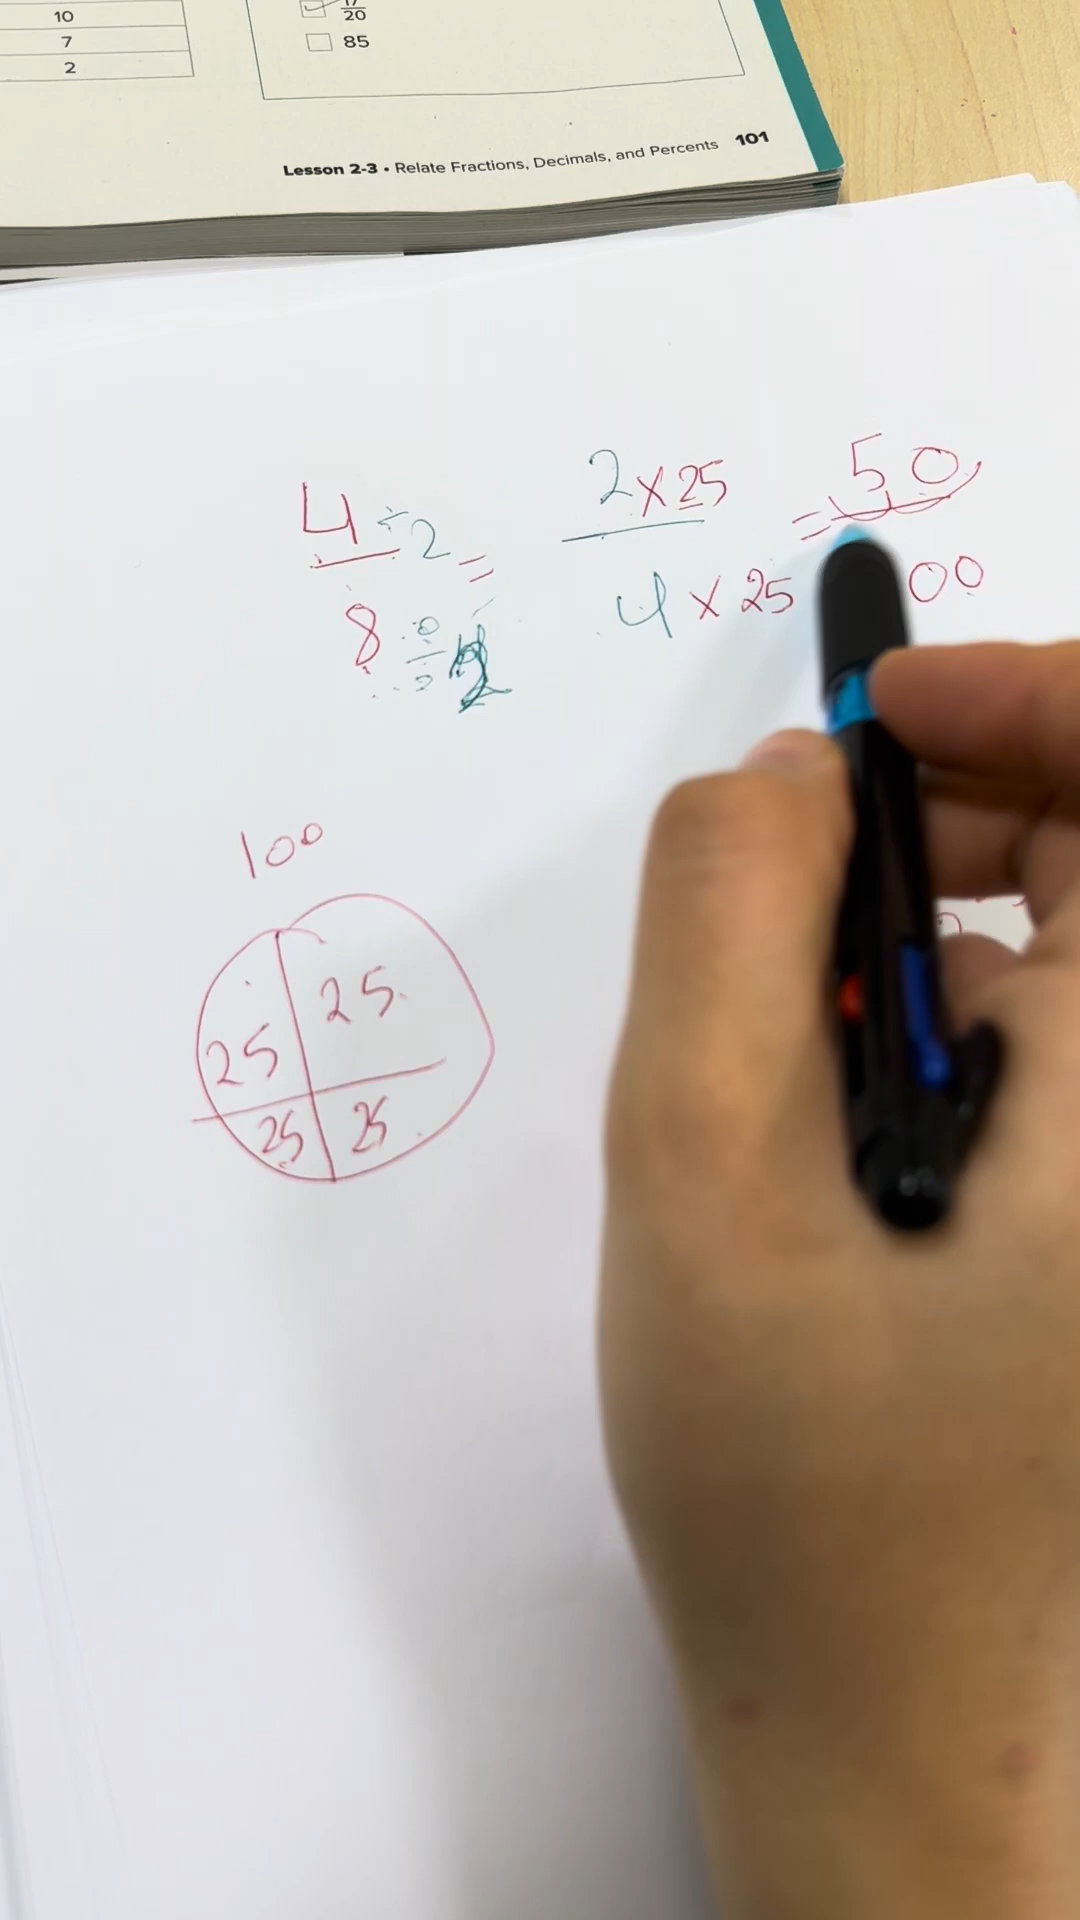 10
7
2
17/20
85
Lesson 2-3 • Relate Fractions, Decimals, and Percents 101
4 ÷ 2 = 2 × 25 = 50
8 ÷ 2 4 × 25 00
100
25 25
25 25